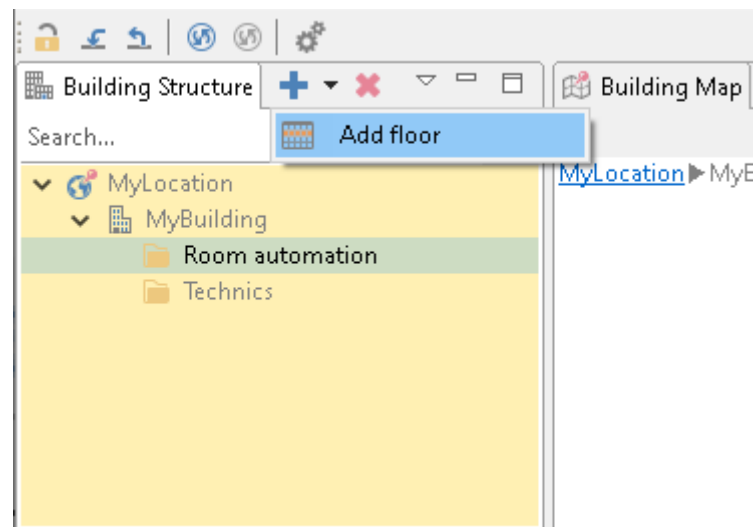 Building Structure
Building Map
Search...
Add floor
MyLocation
MyLocation
MyBuilding
Room automation
Technics